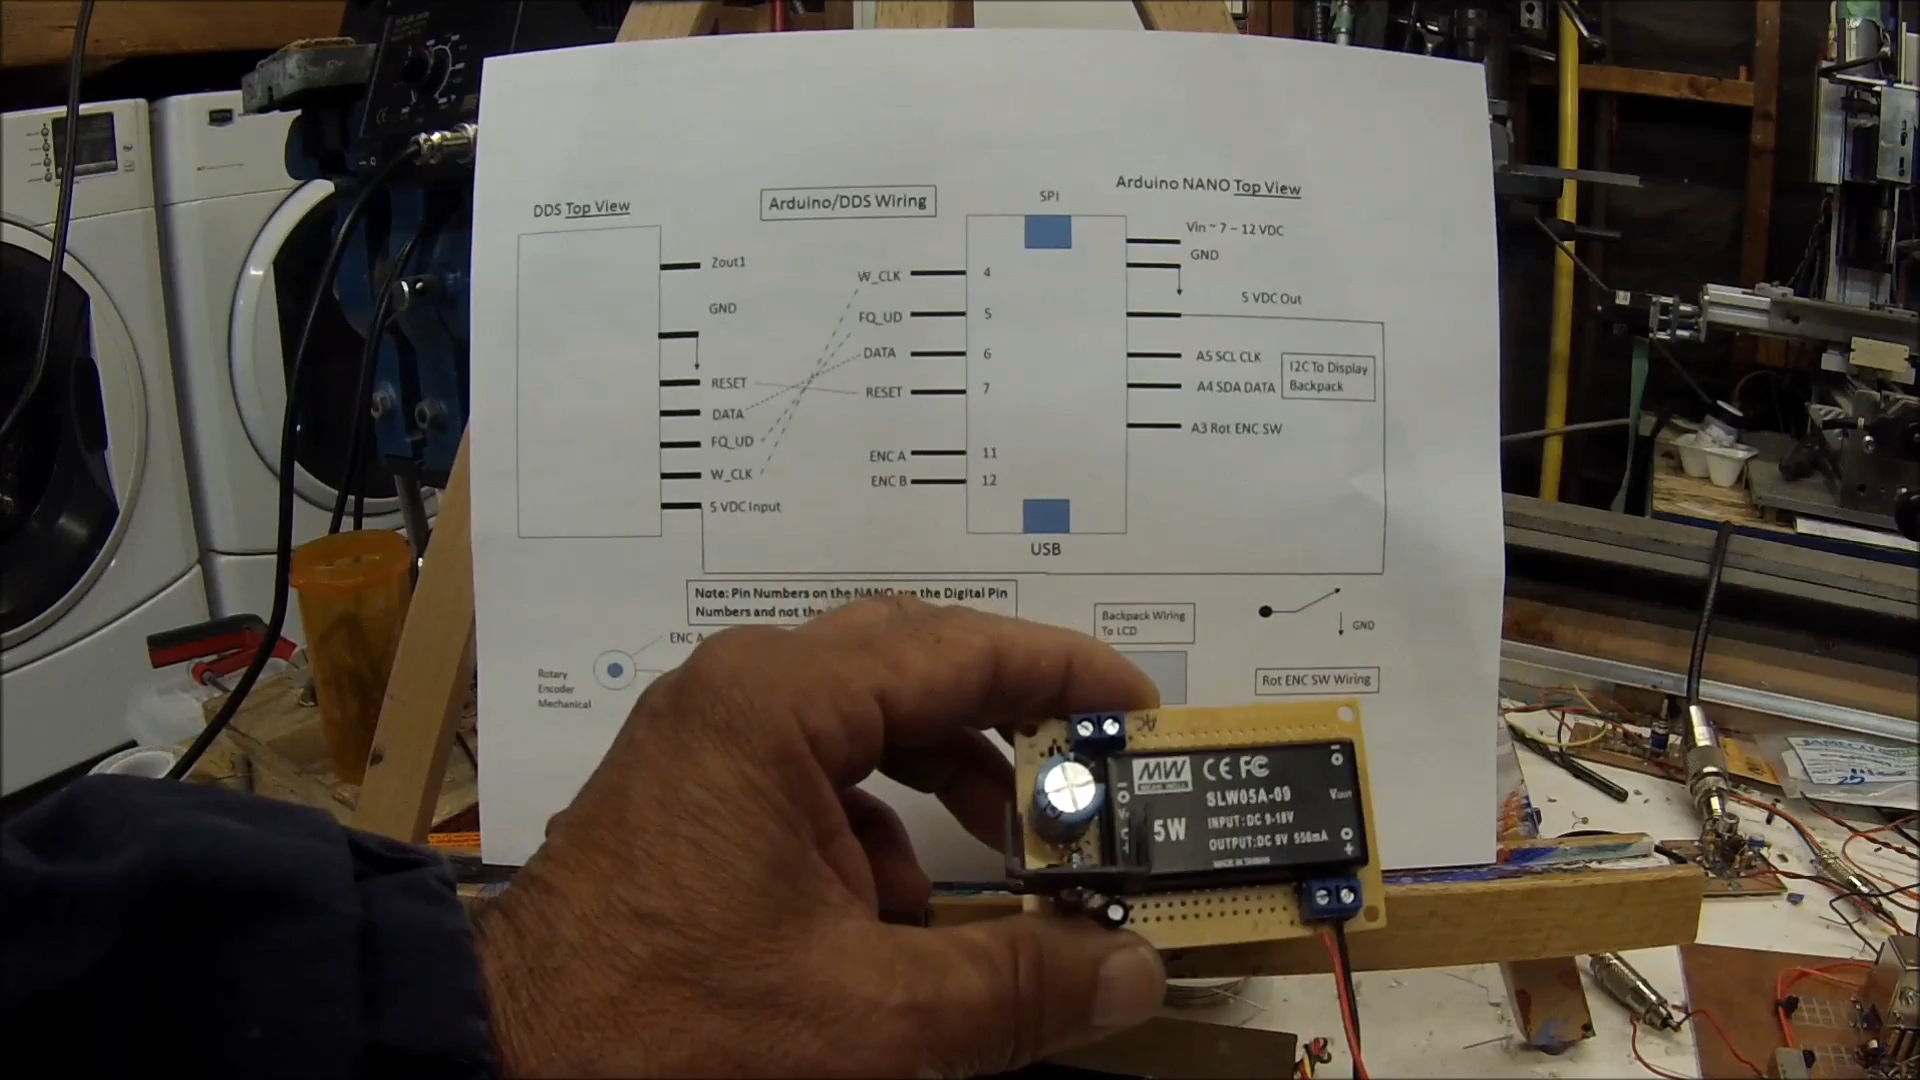 SPI
Arduino NANO Top View
DDS Top View
Arduino/DDS Wiring
Vin ~ 7 – 12 VDC
GND
Zout1
W_CLK
4
5 VDC Out
GND
FQ_UD
5
DATA
6
A5 SCL CLK
I2C To Display
Backpack
RESET
RESET
7
A4 SDA DATA
DATA
A3 Rot ENC SW
FQ_UD
ENC A
11
W_CLK
ENC B
12
5 VDC Input
USB
Note: Pin Numbers on the NANO are the Digital Pin
Numbers and not the
Backpack Wiring
To LCD
GND
ENC A
Rotary
Encoder
Mechanical
Rot ENC SW Wiring
MW
MEAN WELL
CE FC
SLW05A-09
5W
INPUT: DC 9-18V
OUTPUT: DC 9V 556mA
MADE IN TAIWAN
Vout